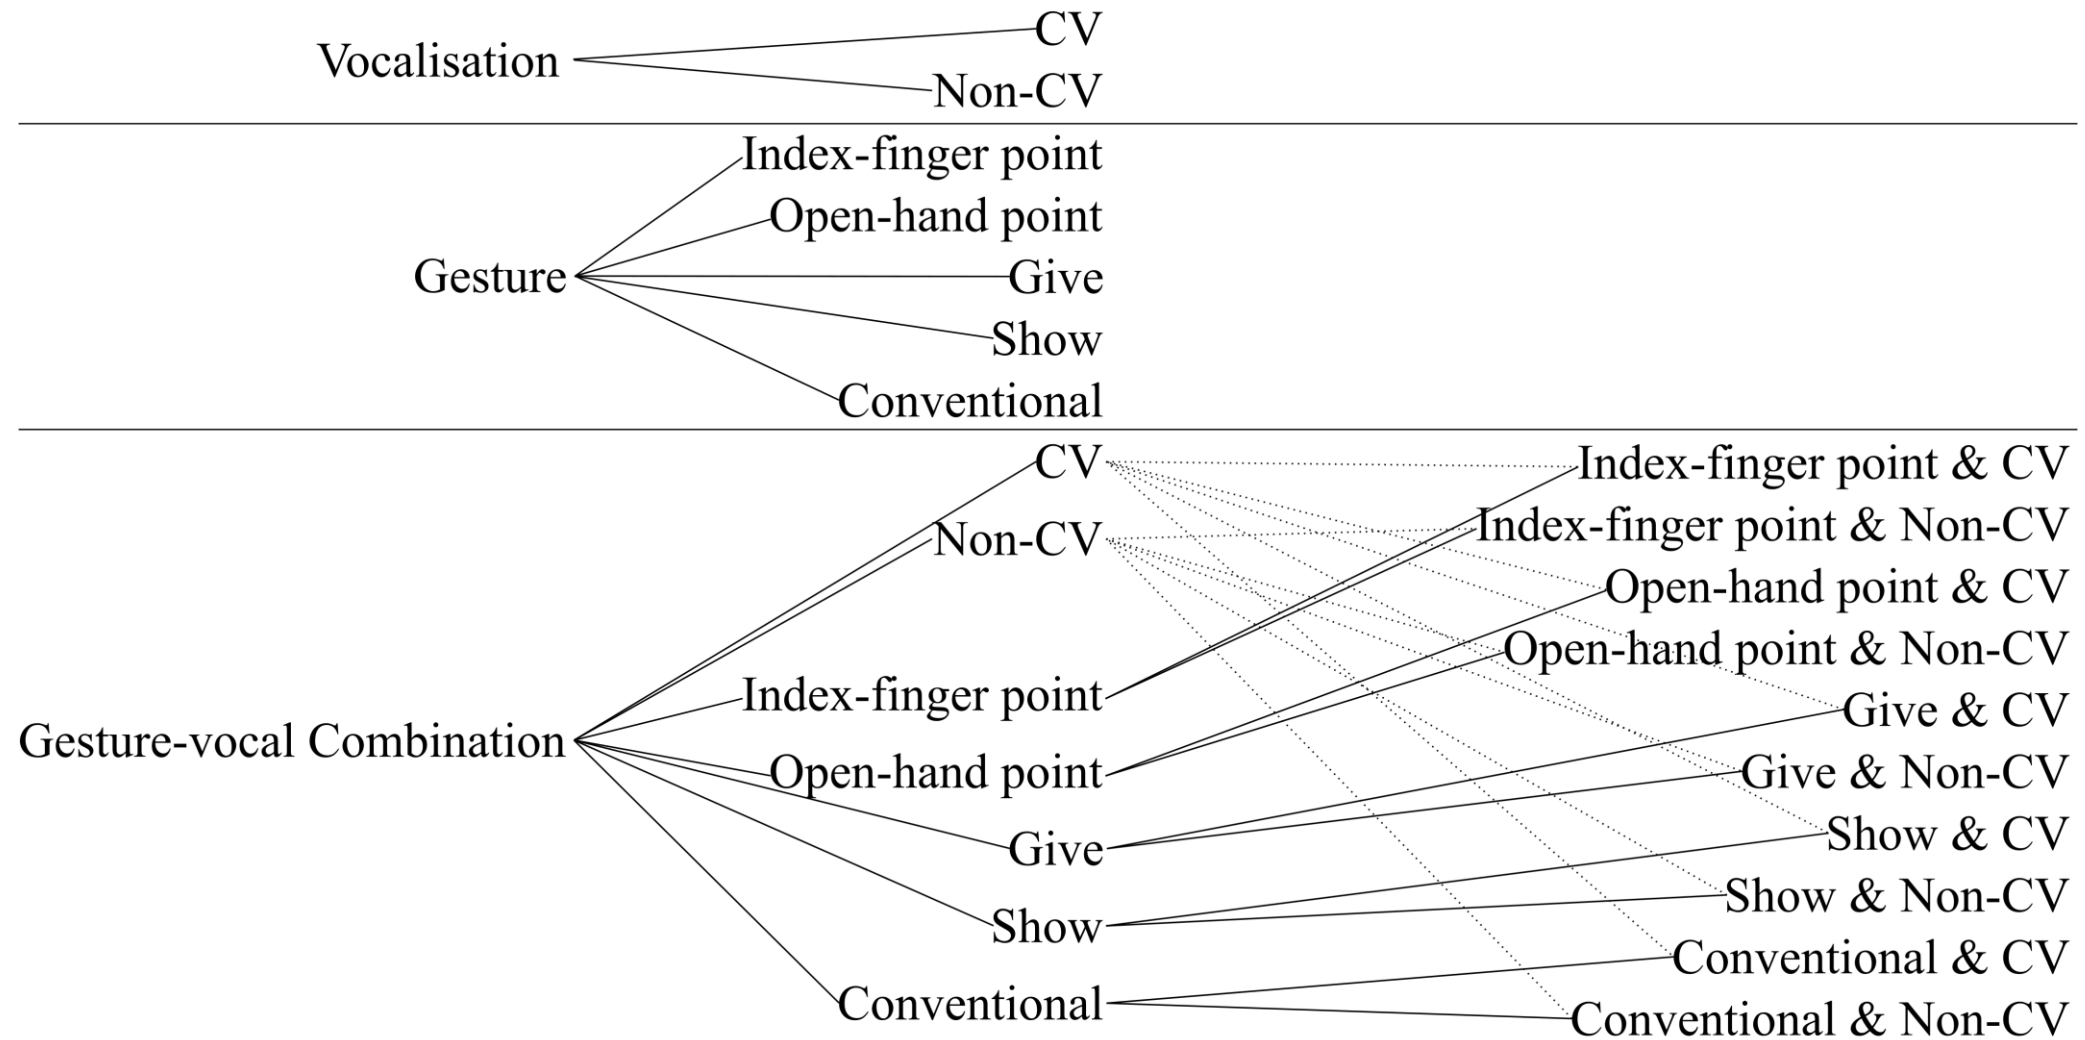 Vocalisation
CV
Non-CV
Gesture
Index-finger point
Open-hand point
Give
Show
Conventional
Gesture-vocal Combination
CV
Non-CV
Index-finger point
Open-hand point
Give
Show
Conventional
Index-finger point & CV
Index-finger point & Non-CV
Open-hand point & CV
Open-hand point & Non-CV
Give & CV
Give & Non-CV
Show & CV
Show & Non-CV
Conventional & CV
Conventional & Non-CV